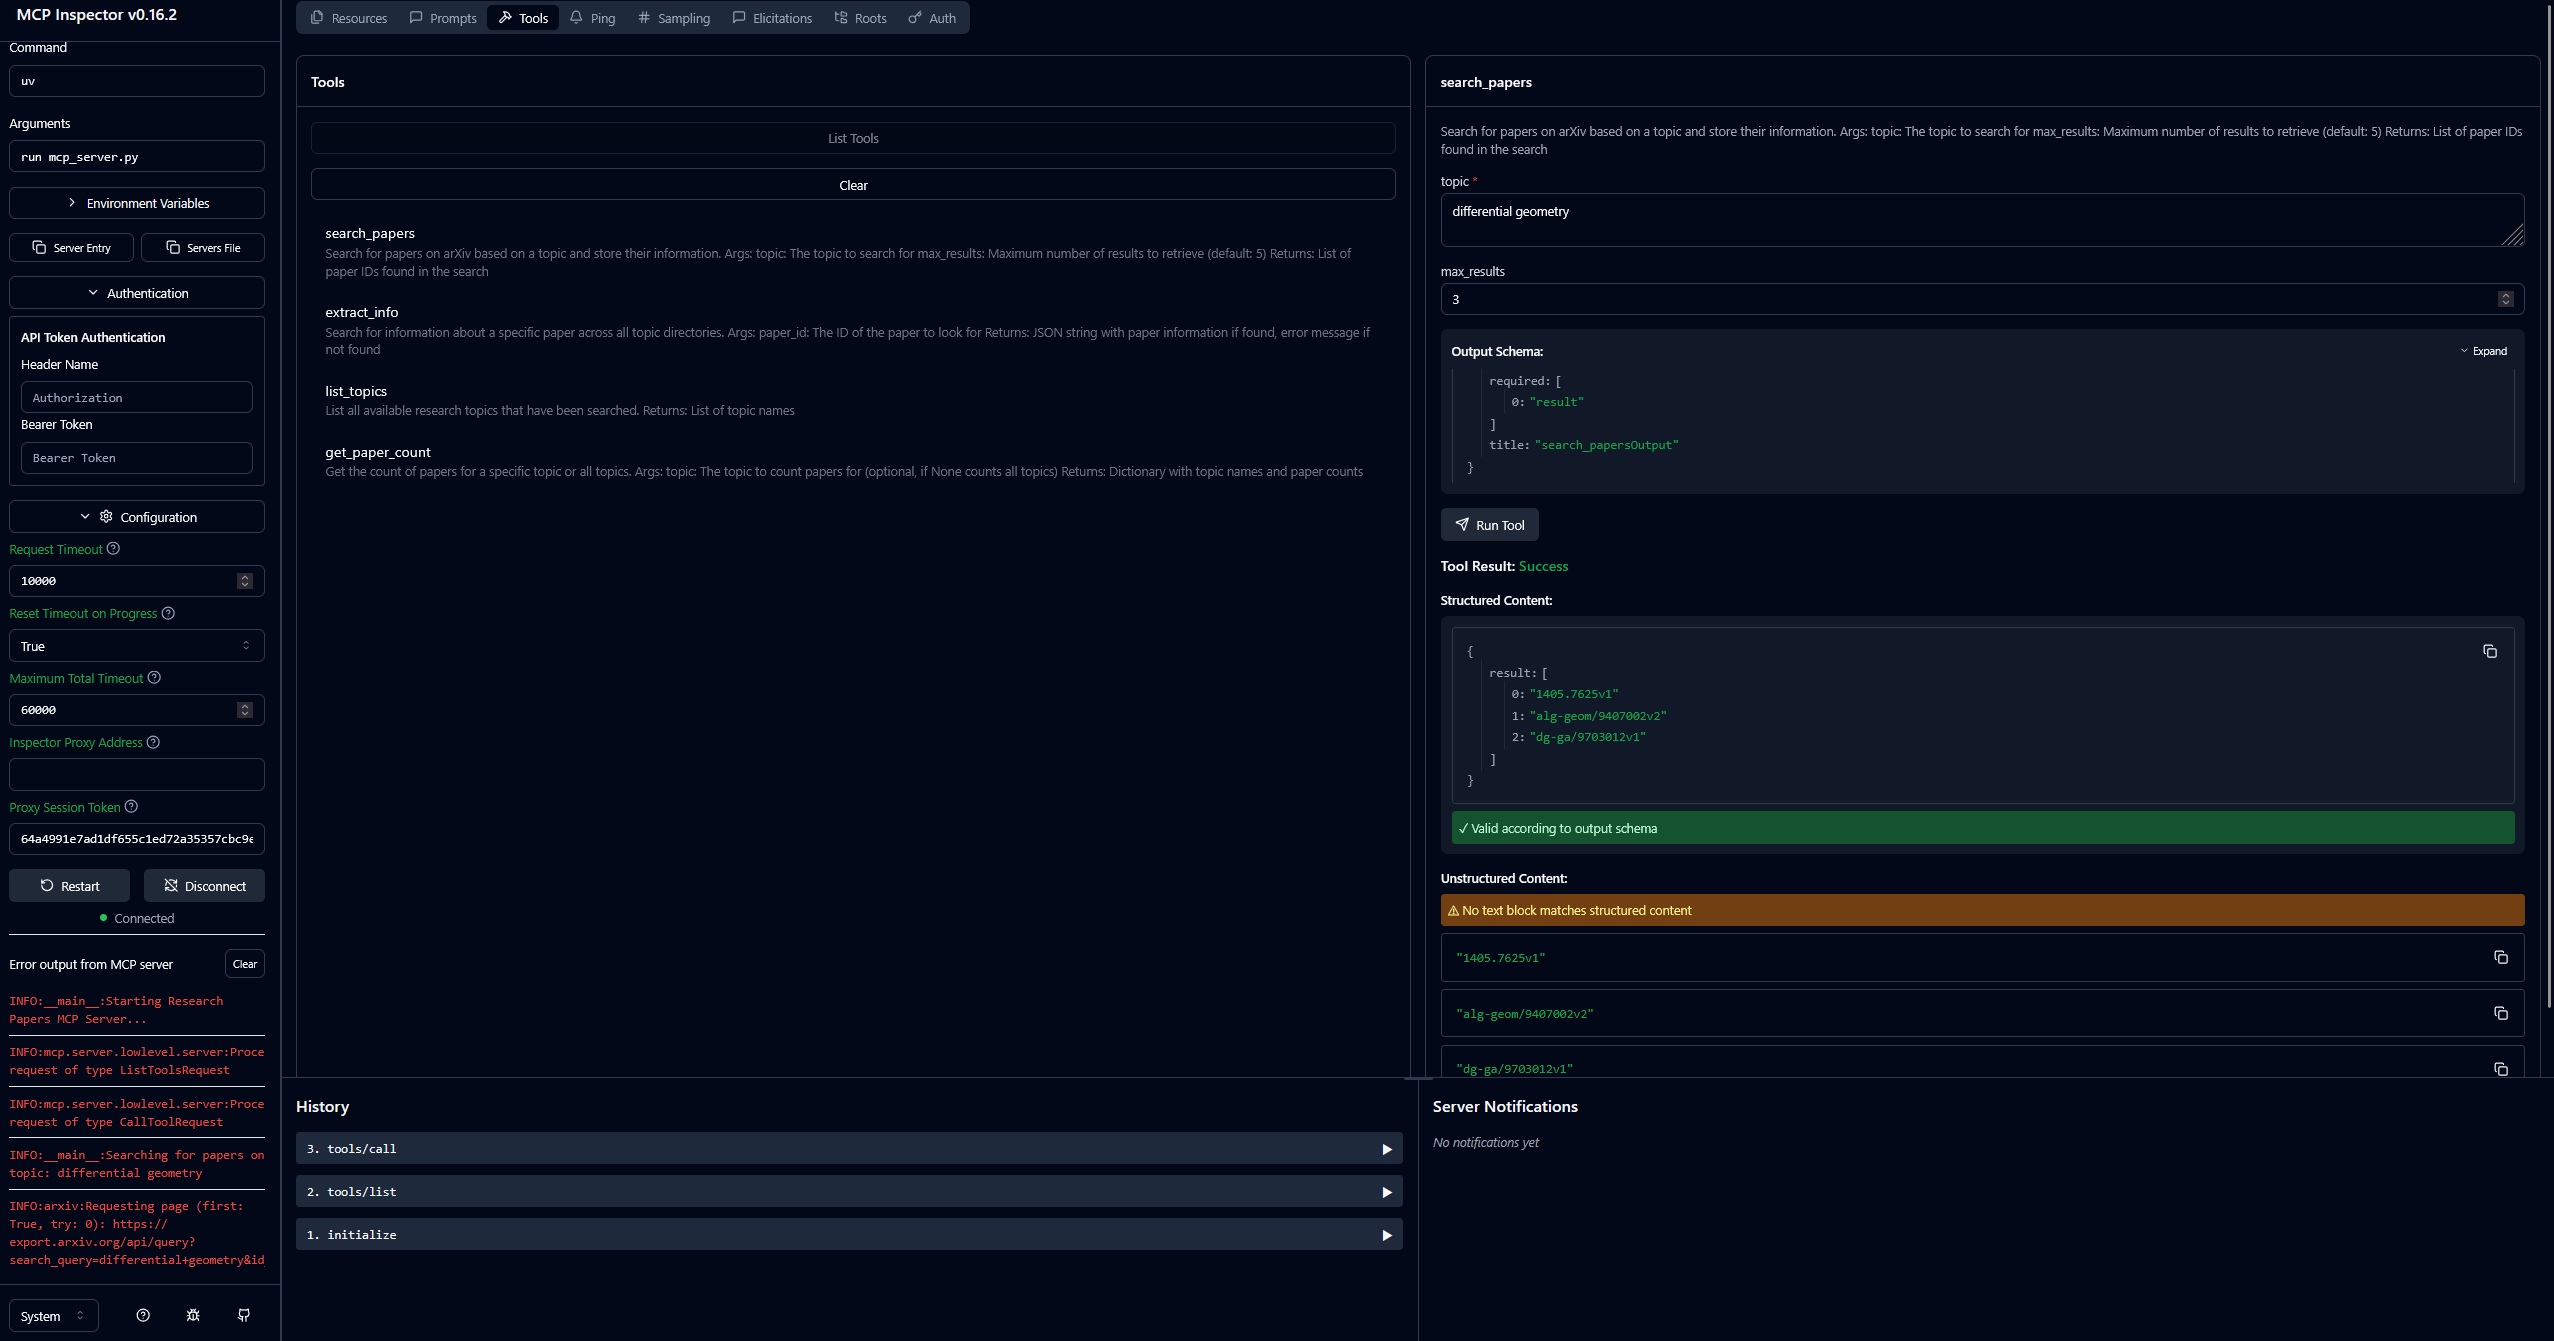 MCP Inspector v0.16.2
Command
uv
Arguments
run mcp_server.py
Environment Variables
Server Entry
Servers File
Authentication
API Token Authentication
Header Name
Authorization
Bearer Token
Bearer Token
Configuration
Request Timeout
10000
Reset Timeout on Progress
True
Maximum Total Timeout
60000
Inspector Proxy Address
Proxy Session Token
64a4991e7ad1df655c1ed72a35357cbc9e
Restart
Disconnect
Connected
Error output from MCP server
Clear
INFO:__main__:Starting Research
Papers MCP Server...
INFO:mcp.server.lowlevel.server:Proce
request of type ListToolsRequest
INFO:mcp.server.lowlevel.server:Proce
request of type CallToolRequest
INFO:__main__:Searching for papers on
topic: differential geometry
INFO:arxiv:Requesting page (first:
True, try: 0): https://
export.arxiv.org/api/query?
search_query=differential+geometry&id
System
Resources
Prompts
Tools
Ping
Sampling
Elicitations
Roots
Auth
Tools
List Tools
Clear
search_papers
Search for papers on arXiv based on a topic and store their information. Args: topic: The topic to search for max_results: Maximum number of results to retrieve (default: 5) Returns: List of
paper IDs found in the search
extract_info
Search for information about a specific paper across all topic directories. Args: paper_id: The ID of the paper to look for Returns: JSON string with paper information if found, error message if
not found
list_topics
List all available research topics that have been searched. Returns: List of topic names
get_paper_count
Get the count of papers for a specific topic or all topics. Args: topic: The topic to count papers for (optional, if None counts all topics) Returns: Dictionary with topic names and paper counts
search_papers
Search for papers on arXiv based on a topic and store their information. Args: topic: The topic to search for max_results: Maximum number of results to retrieve (default: 5) Returns: List of paper IDs
found in the search
topic *
differential geometry
max_results
3
Output Schema:
Expand
required: [
0: "result"
]
title: "search_papersOutput"
}
Run Tool
Tool Result: Success
Structured Content:
{
result: [
0: "1405.7625v1"
1: "alg-geom/9407002v2"
2: "dg-ga/9703012v1"
]
}
✓ Valid according to output schema
Unstructured Content:
⚠ No text block matches structured content
"1405.7625v1"
"alg-geom/9407002v2"
"dg-ga/9703012v1"
History
3. tools/call
2. tools/list
1. initialize
Server Notifications
No notifications yet